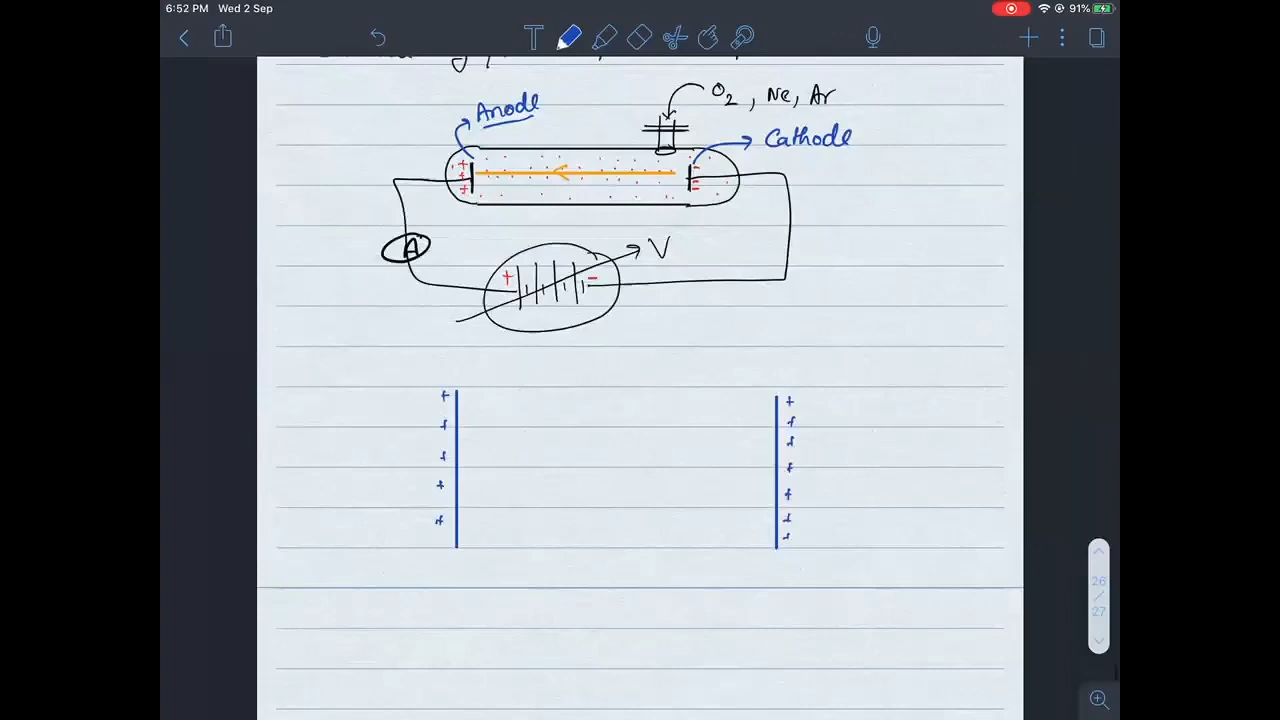 6:52 PM Wed 2 Sep
91%
T
O2, Ne, Ar
Anode
Cathode
+ -
+ -
+ =
A
V
+ -
+ +
+ +
+ +
+ +
+ +
+
+
26
/
27